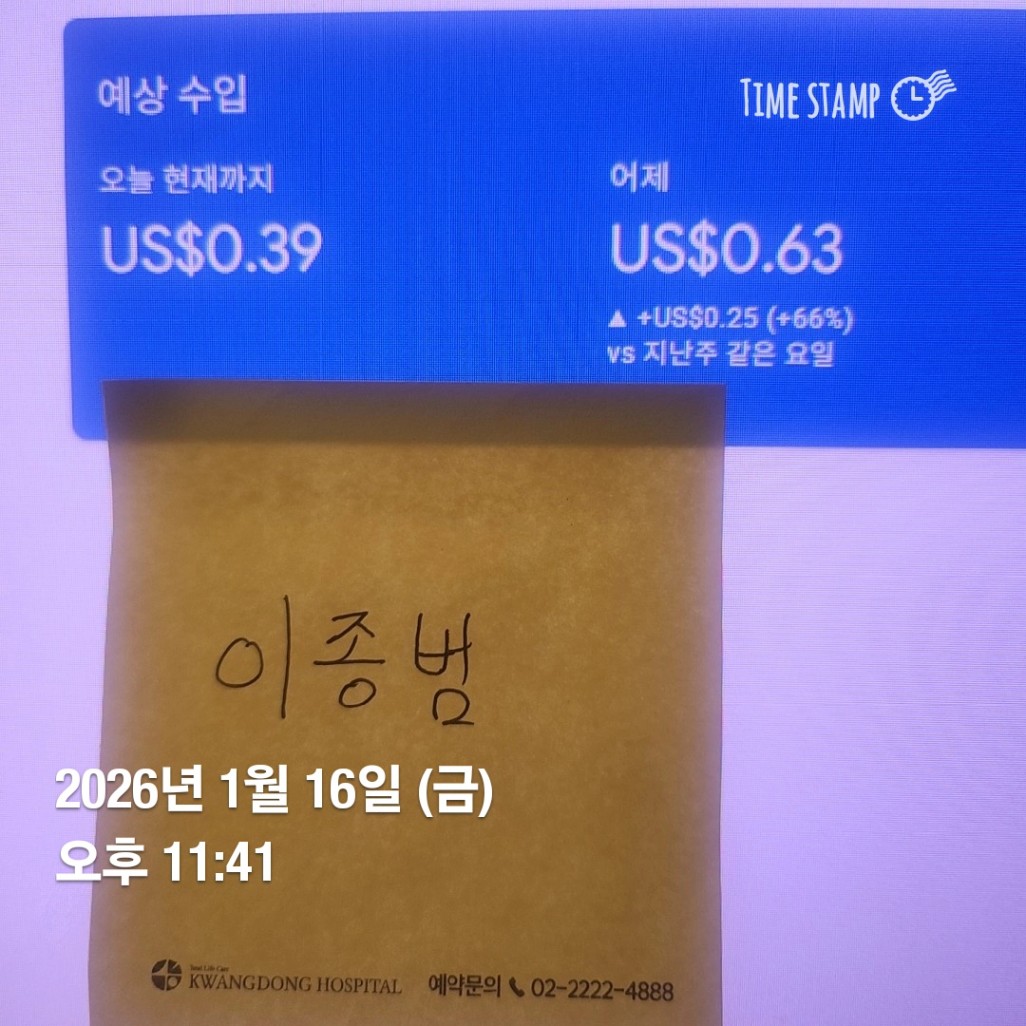 예상 수입
TIME STAMP
오늘 현재까지
어제
US$0.39
US$0.63
▲ +US$0.25 (+66%)
vs 지난주 같은 요일
이종범
2026년 1월 16일 (금)
오후 11:41
Total Life Care
KWANGDONG HOSPITAL 예약문의 02-2222-4888